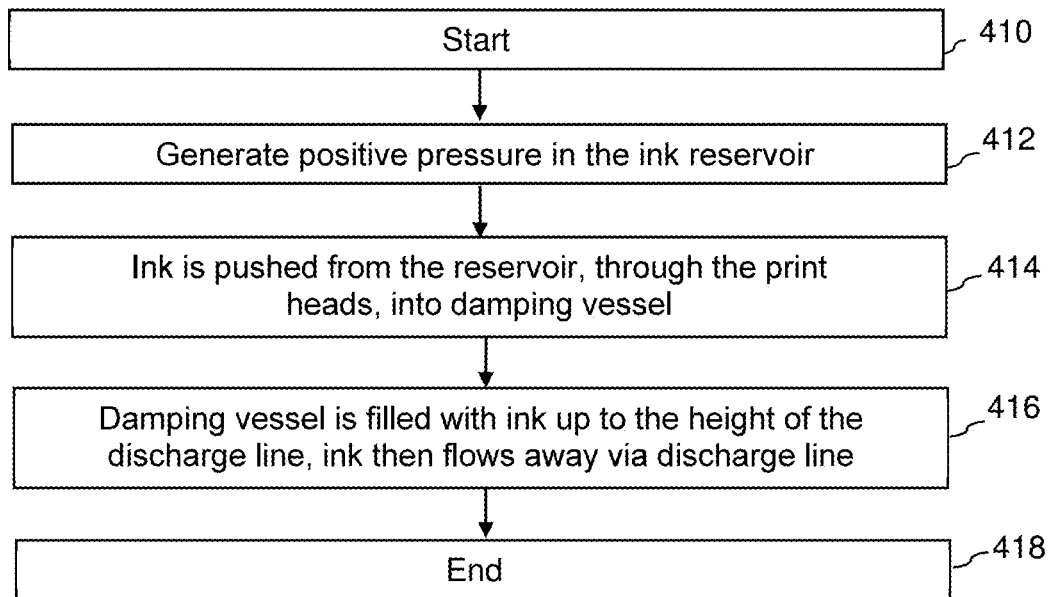 Start
410
Generate positive pressure in the ink reservoir
412
Ink is pushed from the reservoir, through the print
heads, into damping vessel
414
Damping vessel is filled with ink up to the height of the
discharge line, ink then flows away via discharge line
416
End
418